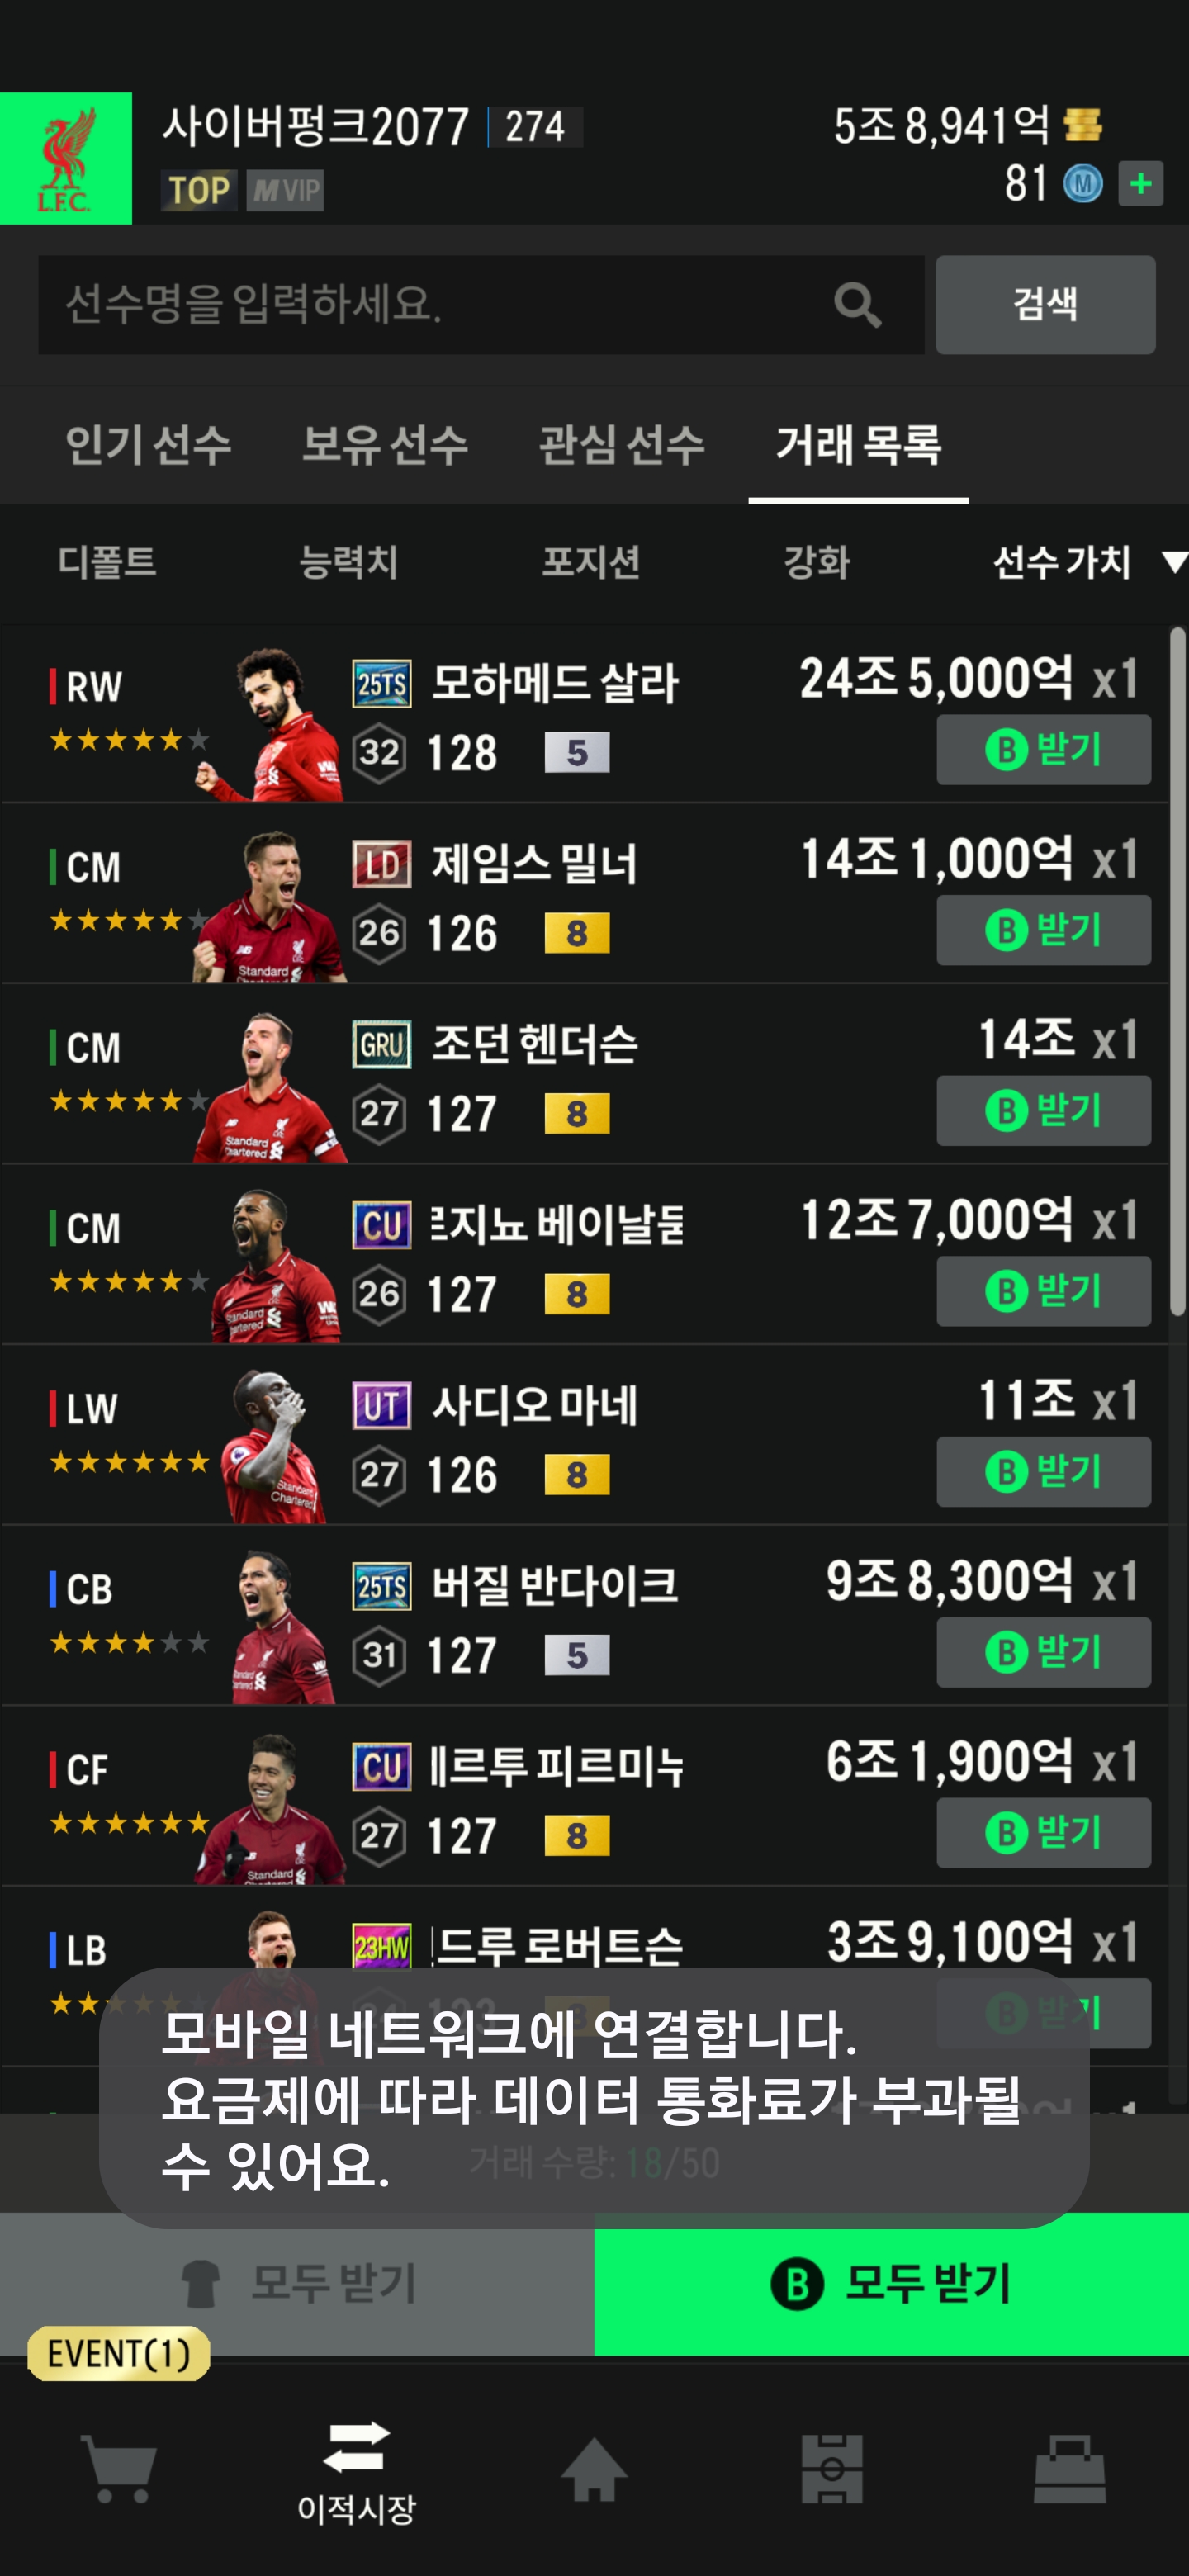 L.F.C.
사이버펑크2077 274
5조 8,941억
TOP M VIP
81 M +
선수명을 입력하세요.
검색
인기 선수 보유 선수 관심 선수 거래 목록
디폴트 능력치 포지션 강화 선수 가치 ▼
RW 25TS 모하메드 살라 24조 5,000억 x1
32 128 5 B 받기
CM LD 제임스 밀너 14조 1,000억 x1
26 126 8 B 받기
Standard
CM GRU 조던 헨더슨 14조 x1
27 127 8 B 받기
Standard
Chartered
CM CU 르지뇨 베이날둠 12조 7,000억 x1
26 127 8 B 받기
LW UT 사디오 마네 11조 x1
27 126 8 B 받기
CB 25TS 버질 반다이크 9조 8,300억 x1
31 127 5 B 받기
CF CU 베르투 피르미누 6조 1,900억 x1
27 127 8 B 받기
Standard
LB 23HW 드루 로버트슨 3조 9,100억 x1
123 8 B 받기
모바일 네트워크에 연결합니다.
요금제에 따라 데이터 통화료가 부과될
수 있어요.
거래 수량: 18/50
모두 받기
B 모두 받기
EVENT(1)
이적시장